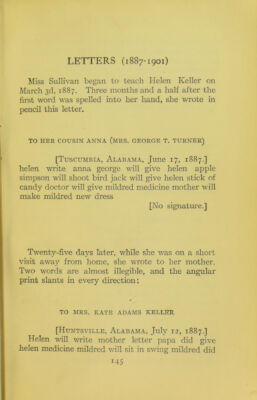 LETTERS (1887-1901)
Miss Sullivan began to teach Helen Keller on
March 3d, 1887. Three months and a half after the
first word was spelled into her hand, she wrote in
pencil this letter.
TO HER COUSIN ANNA (MRS. GEORGE T. TURNER)
[Tuscumbia, Alabama, June 17, 1887.]
helen write anna george will give helen apple
simpson will shoot bird jack will give helen stick of
candy doctor will give mildred medicine mother will
make mildred new dress
[No signature.]
Twenty-five days later, while she was on a short
visit away from home, she wrote to her mother.
Two words are almost illegible, and the angular
print slants in every direction:
TO MRS. KATE ADAMS KELLER
[Huntsville, Alabama, July 12, 1887.]
Helen will write mother letter papa did give
helen medicine mildred will sit in swing mildred did
145